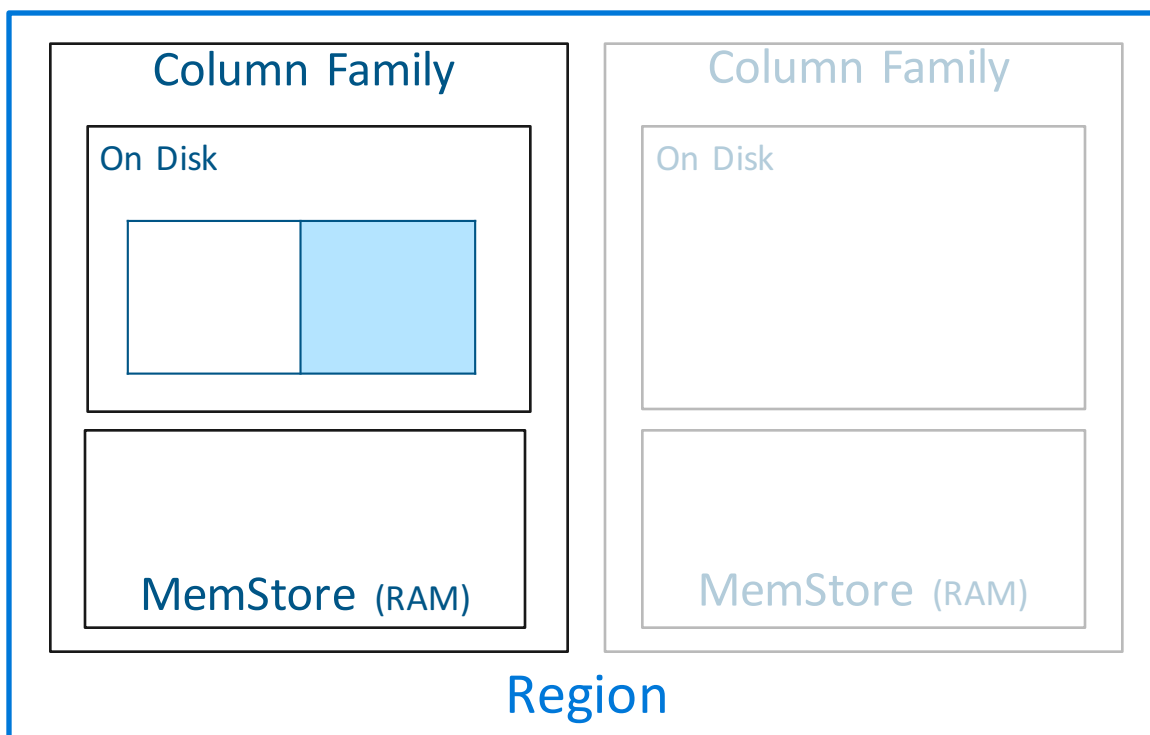 Column Family
On Disk
MemStore (RAM)
Column Family
On Disk
MemStore (RAM)
Region